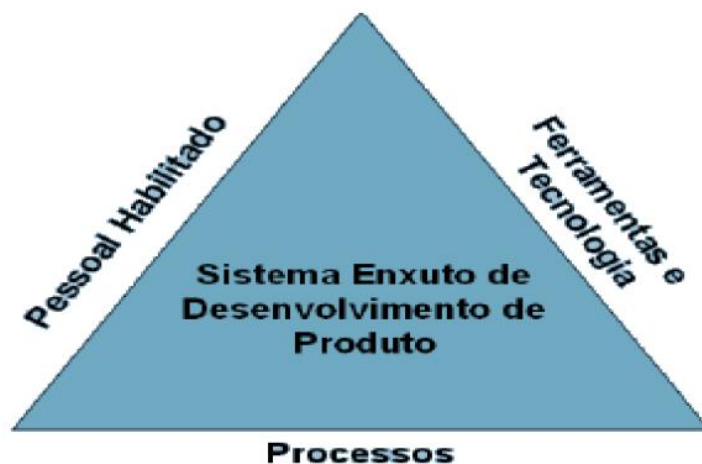 Pessoal Habilitado
Ferramentas e
Tecnologia
Sistema Enxuto de
Desenvolvimento de
Produto
Processos